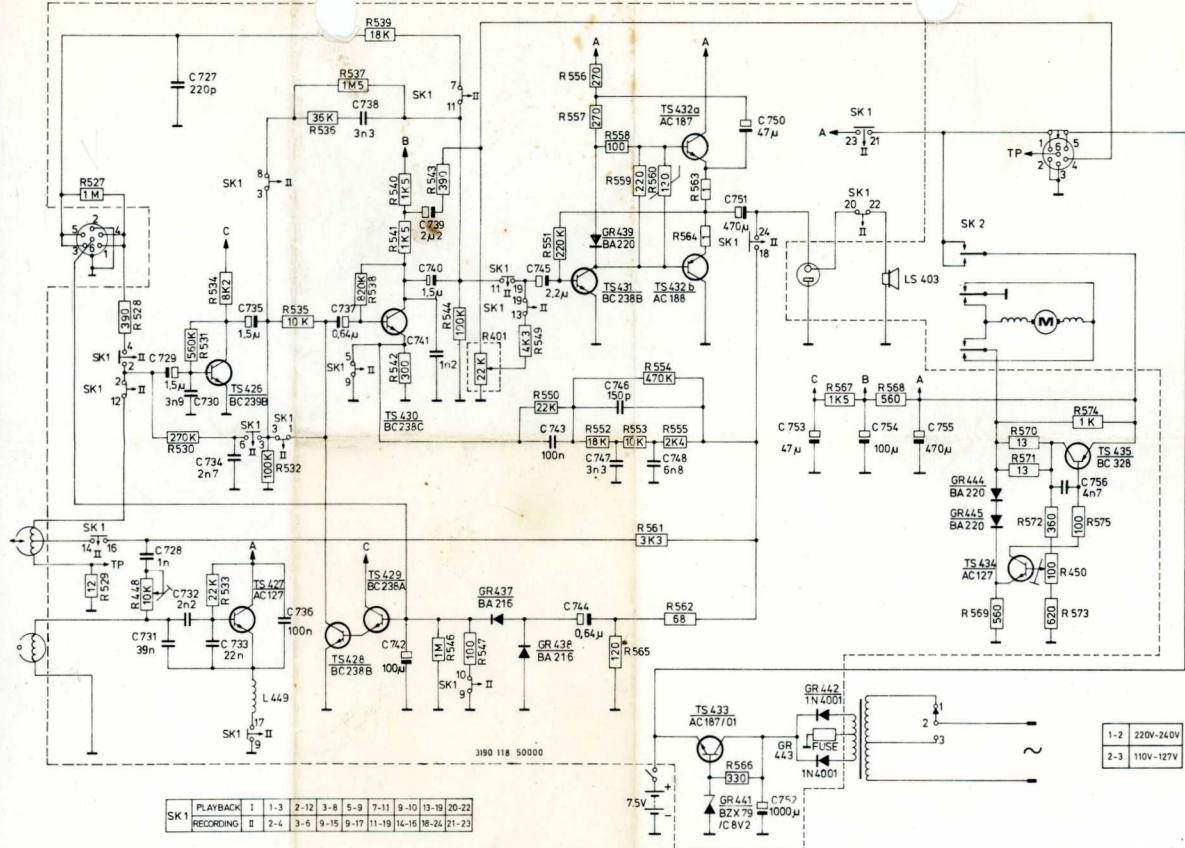 R539
18K
C727
220p
R537
1M5
R536
36K
C738
3n3
SK1
7
11
II
R527
1M
5
3
2
6
4
1
SK1
8
3
II
B
R540
1K5
R543
390
C739
2µ2
R541
1K5
R538
820K
C740
1,5µ
C
R534
8K2
R528
390
R531
560K
C735
1,5µ
R535
10K
C737
0,64µ
SK1
4
2
II
C729
1,5µ
3n9
C730
TS426
BC239B
SK1
2
12
II
SK1
5
9
II
R542
300
C741
1n2
TS430
BC238C
R544
100K
R401
22K
R530
270K
C734
2n7
SK1
6
3
II
SK1
3
1
R532
100K
A
A
R556
270
R557
270
R558
100
R559
220
R560
130
TS432a
AC187
C750
47µ
R563
1
R564
1
C751
470µ
SK1
24
18
II
R551
220K
GR439
BA220
TS431
BC238B
TS432b
AC188
SK1
11
19
II
C745
2,2µ
SK1
19
13
II
R549
4K3
R554
470K
C746
150p
R550
22K
C743
100n
R552
18K
R553
10K
R555
2K4
C747
3n3
C748
6n8
A
SK1
23
21
II
SK1
20
22
II
LS403
TP
1
2
3
4
5
6
SK2
M
C
R567
1K5
B
R568
560
A
C753
47µ
C754
100µ
C755
470µ
R574
1K
R570
13
R571
13
TS435
BC328
C756
4n7
GR444
BA220
GR445
BA220
R572
360
R575
100
TS434
AC127
R450
100
R569
560
R573
620
SK1
14
16
II
TP
R529
12
C728
1n
R448
10K
C732
2n2
C731
39n
R533
22K
C733
22n
A
TS427
AC127
C736
100n
L449
SK1
17
9
II
R561
3K3
C
TS429
BC238A
TS428
BC238B
C742
100µ
GR437
BA216
R546
1M
R547
100
SK1
10
9
II
GR438
BA216
C744
0,64µ
R562
68
R565
120
3190 118 50000
TS433
AC187/01
R566
330
7.5V
+
-
GR441
BZX79
/C8V2
C752
1000µ
GR442
1N4001
FUSE
GR
443
1N4001
1
2
3
~
1-2 220V-240V
2-3 110V-127V
SK1 PLAYBACK I 1-3 2-12 3-8 5-9 7-11 9-10 13-19 20-22
RECORDING II 2-4 3-6 9-15 9-17 11-19 14-16 18-24 21-23